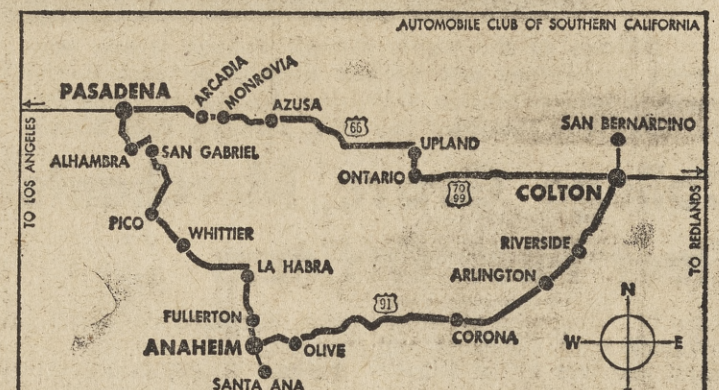 AUTOMOBILE CLUB OF SOUTHERN CALIFORNIA
PASADENA
ARCADIA
MONROVIA
AZUSA
66
UPLAND
SAN BERNARDINO
TO LOS ANGELES
ALHAMBRA
SAN GABRIEL
ONTARIO
70
99
COLTON
TO REDLANDS
PICO
WHITTIER
RIVERSIDE
LA HABRA
ARLINGTON
N
91
FULLERTON
ANAHEIM
OLIVE
CORONA
W
E
SANTA ANA